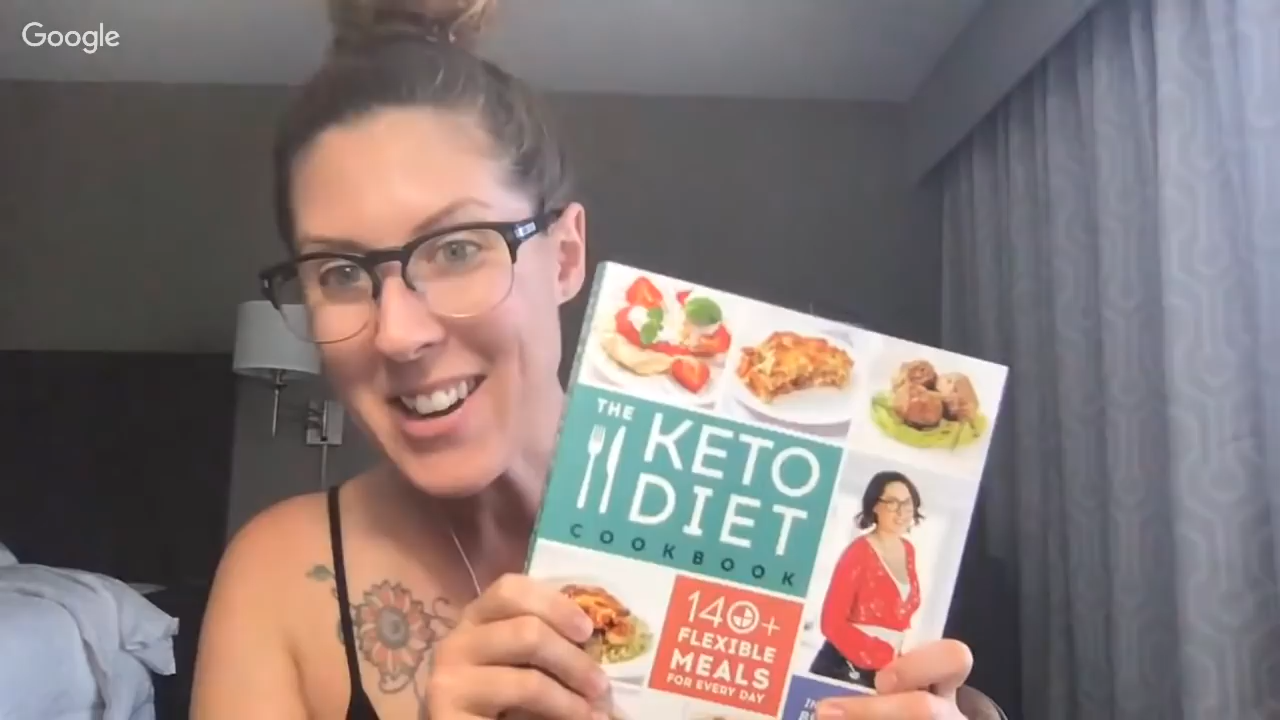 Google
THE
KETO
DIET
COOKBOOK
140+
FLEXIBLE
MEALS
FOR EVERY DAY